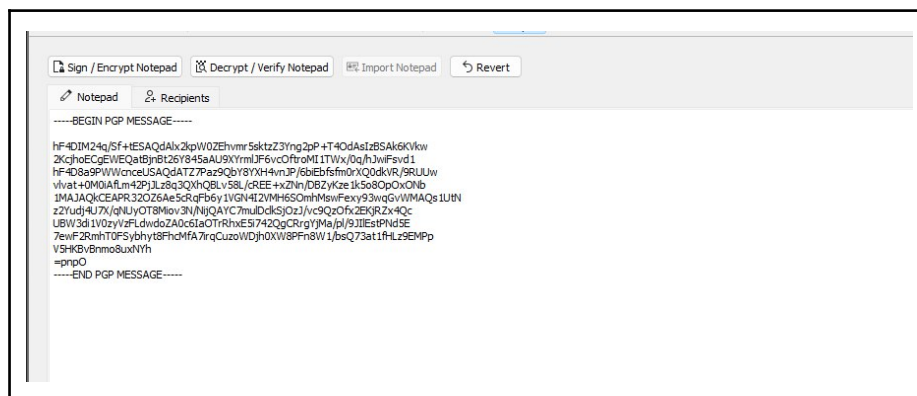 Sign / Encrypt Notepad
Decrypt / Verify Notepad
Import Notepad
Revert
Notepad
Recipients
-----BEGIN PGP MESSAGE-----
hF4DIM24q/Sf+tESAQdAlx2kpW0ZEhvmr5sktzZ3Yng2pP+T4OdAsIzBSAk6KVkw
2KcjhoECgEWEQatBjnBt26Y845aAU9XYrmlJF6vcOftroMI1TWx/0q/hJwiFsvd1
hF4D8a9PWWcnceUSAQdATZ7Paz9QbY8YXH4vnJP/6biEbfsfm0rXQ0dkVR/9RUUw
vlvat+0M0iAfLm42PjJLz8q3QXhQBLv58L/cREE+xZNn/DBZyKze1k5o8OpOxONb
1MAJAQkCEAPR32OZ6Ae5cRqFb6y1VGN4I2VMH6SOmhMswFexy93wqGvWMAQs1UtN
z2Yudj4U7X/qNUyOT8Miov3N/NijQAYC7mulDclkSjOzJ/vc9QzOfx2EKjRZx4Qc
UBW3di1V0zyVzFLdwdoZA0c6IaOTrRhxE5i742QgCRrgYjMa/pl/9JIlEstPNd5E
7ewF2RmhT0FSybhyt8FhcMfA7irqCuzoWDjh0XW8PFn8W1/bsQ73at1fHLz9EMPp
V5HKBvBnmo8uxNYh
=pnpO
-----END PGP MESSAGE-----